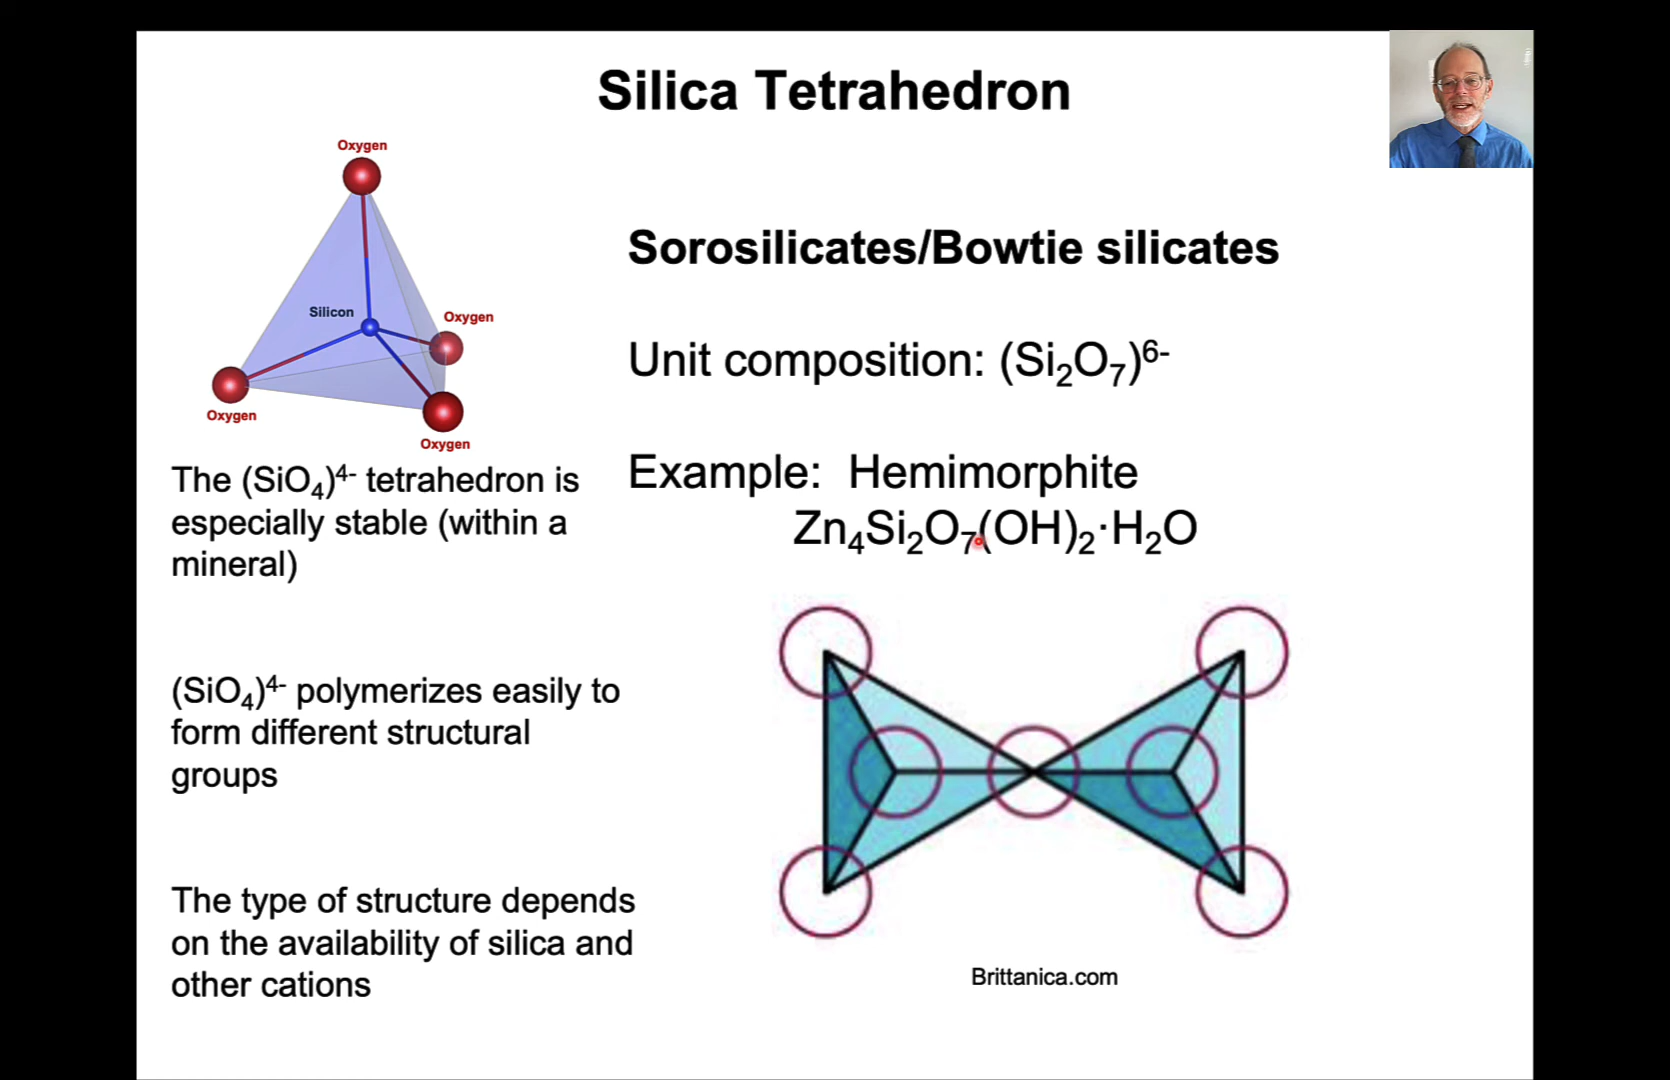 Silica Tetrahedron
Oxygen
Silicon
Oxygen
Oxygen
Oxygen
The (SiO₄)⁴⁻ tetrahedron is
especially stable (within a
mineral)
(SiO₄)⁴⁻ polymerizes easily to
form different structural
groups
The type of structure depends
on the availability of silica and
other cations
Sorosilicates/Bowtie silicates
Unit composition: (Si₂O₇)⁶⁻
Example: Hemimorphite
Zn₄Si₂O₇(OH)₂·H₂O
Brittanica.com